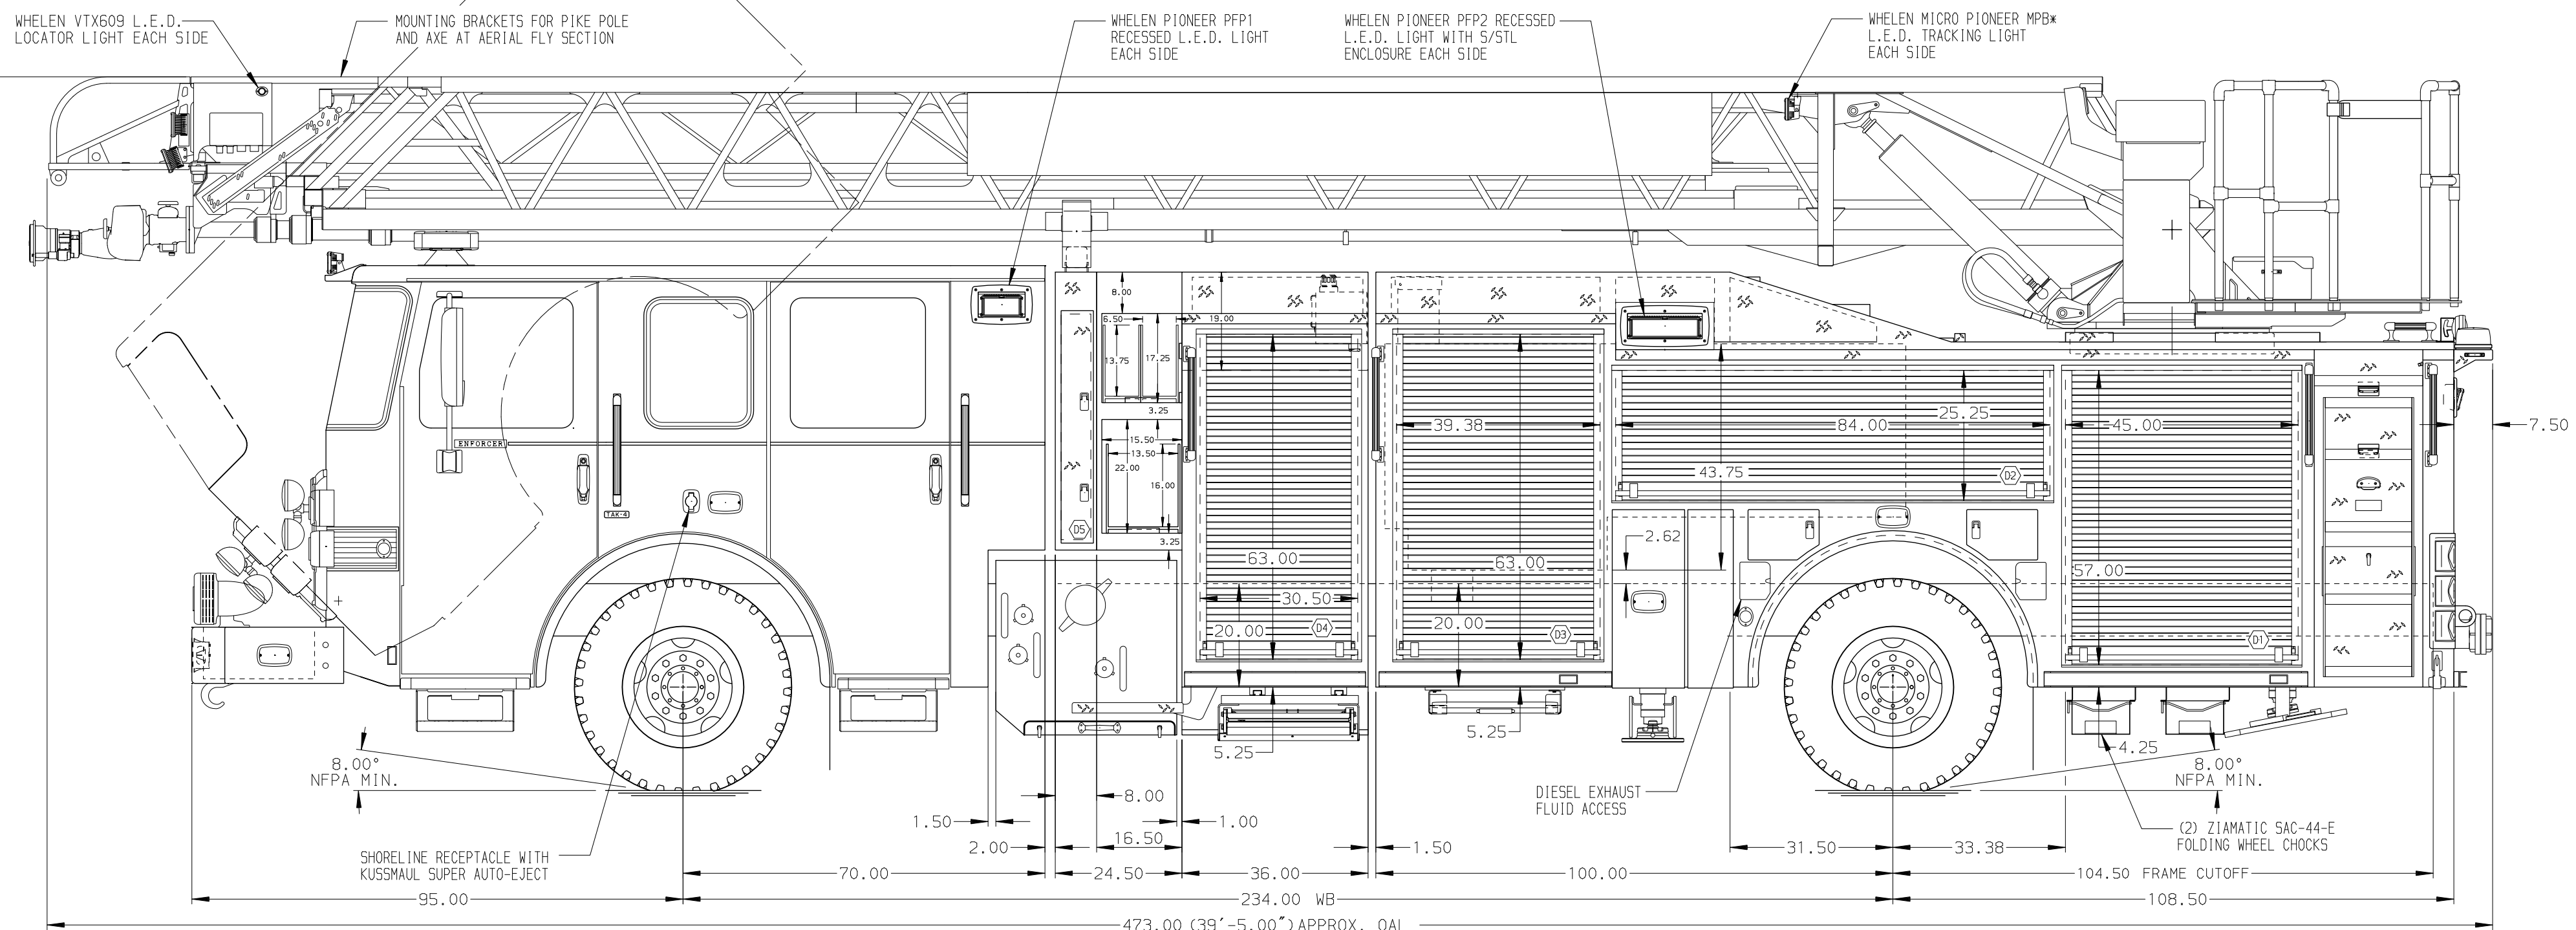 WHELEN VTX609 L.E.D.
LOCATOR LIGHT EACH SIDE
MOUNTING BRACKETS FOR PIKE POLE
AND AXE AT AERIAL FLY SECTION
WHELEN PIONEER PFP1
RECESSED L.E.D. LIGHT
EACH SIDE
WHELEN PIONEER PFP2 RECESSED
L.E.D. LIGHT WITH S/STL
ENCLOSURE EACH SIDE
WHELEN MICRO PIONEER MPB*
L.E.D. TRACKING LIGHT
EACH SIDE
8.00
6.50
19.00
13.75
17.25
3.25
15.50
13.50
22.00
16.00
3.25
ENFORCER
TAK-4
D5
39.38
84.00
25.25
45.00
7.50
43.75
D2
2.62
63.00
63.00
57.00
30.50
20.00
D4
20.00
D3
D1
5.25
5.25
4.25
8.00°
NFPA MIN.
8.00°
NFPA MIN.
DIESEL EXHAUST
FLUID ACCESS
8.00
1.50
1.00
16.50
2.00
1.50
31.50
33.38
(2) ZIAMATIC SAC-44-E
FOLDING WHEEL CHOCKS
SHORELINE RECEPTACLE WITH
KUSSMAUL SUPER AUTO-EJECT
70.00
24.50
36.00
100.00
104.50 FRAME CUTOFF
95.00
234.00 WB
108.50
473.00 (39'-5.00") APPROX. OAL